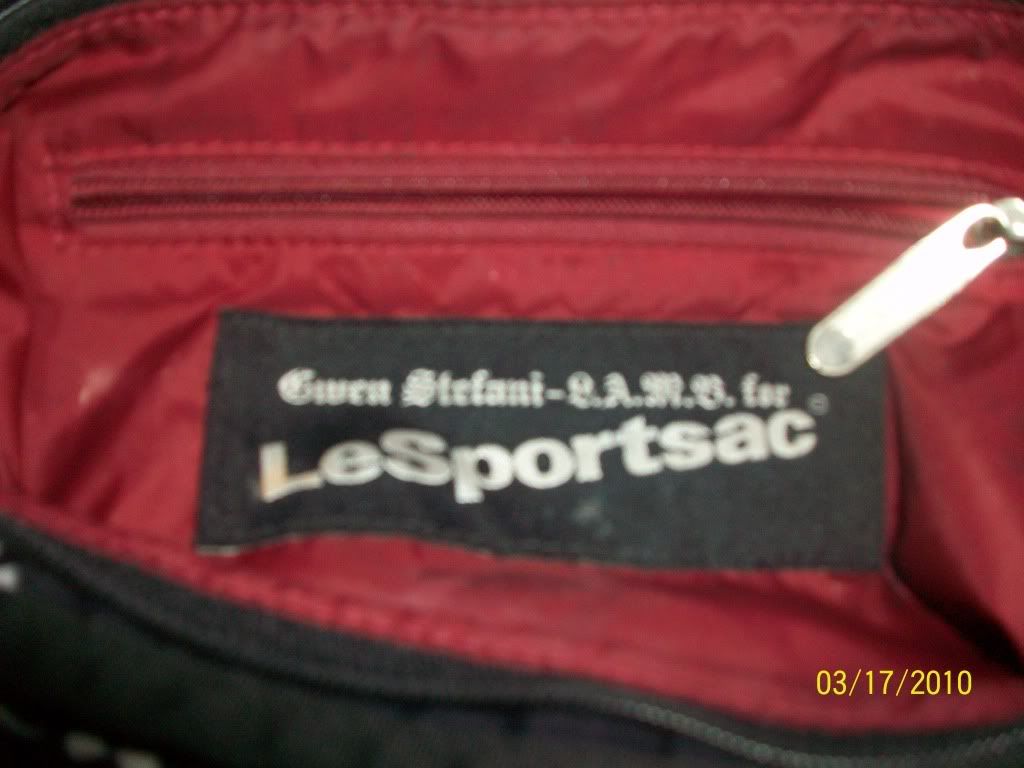 Gwen Stefani-L.A.M.B. for
LeSportsac
03/17/2010